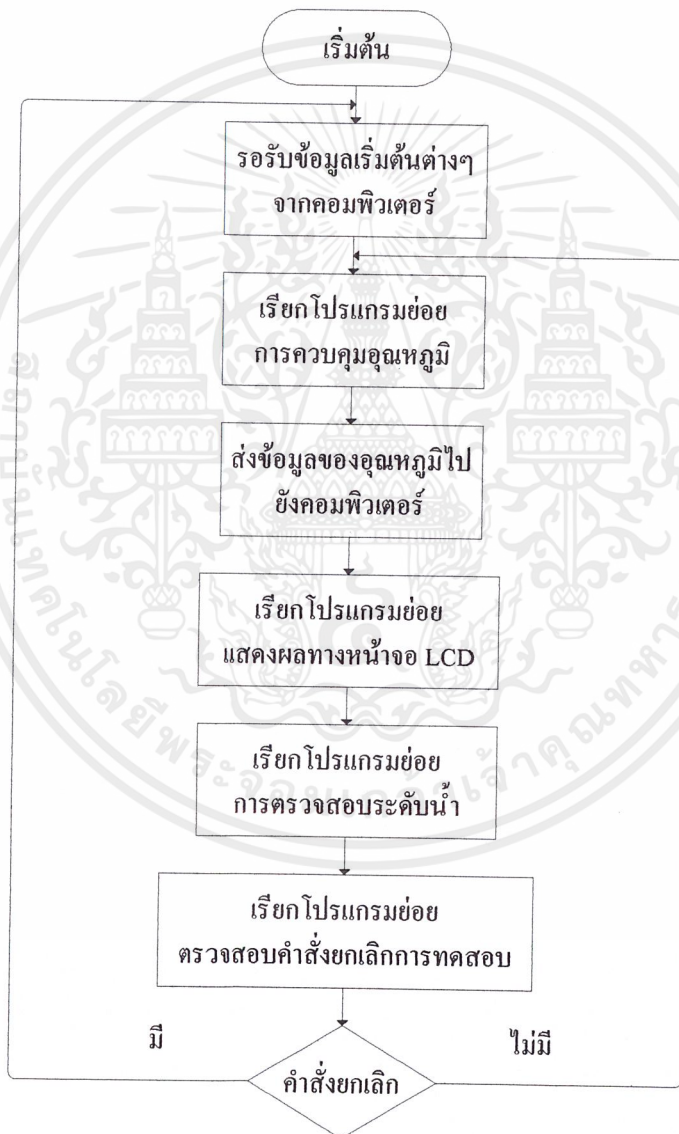 เริ่มต้น
รอรับข้อมูลเริ่มต้นต่างๆ
จากคอมพิวเตอร์
เรียกโปรแกรมย่อย
การควบคุมอุณหภูมิ
ส่งข้อมูลของอุณหภูมิไป
ยังคอมพิวเตอร์
เรียกโปรแกรมย่อย
แสดงผลทางหน้าจอ LCD
เรียกโปรแกรมย่อย
การตรวจสอบระดับน้ำ
เรียกโปรแกรมย่อย
ตรวจสอบคำสั่งยกเลิกการทดสอบ
มี
ไม่มี
คำสั่งยกเลิก